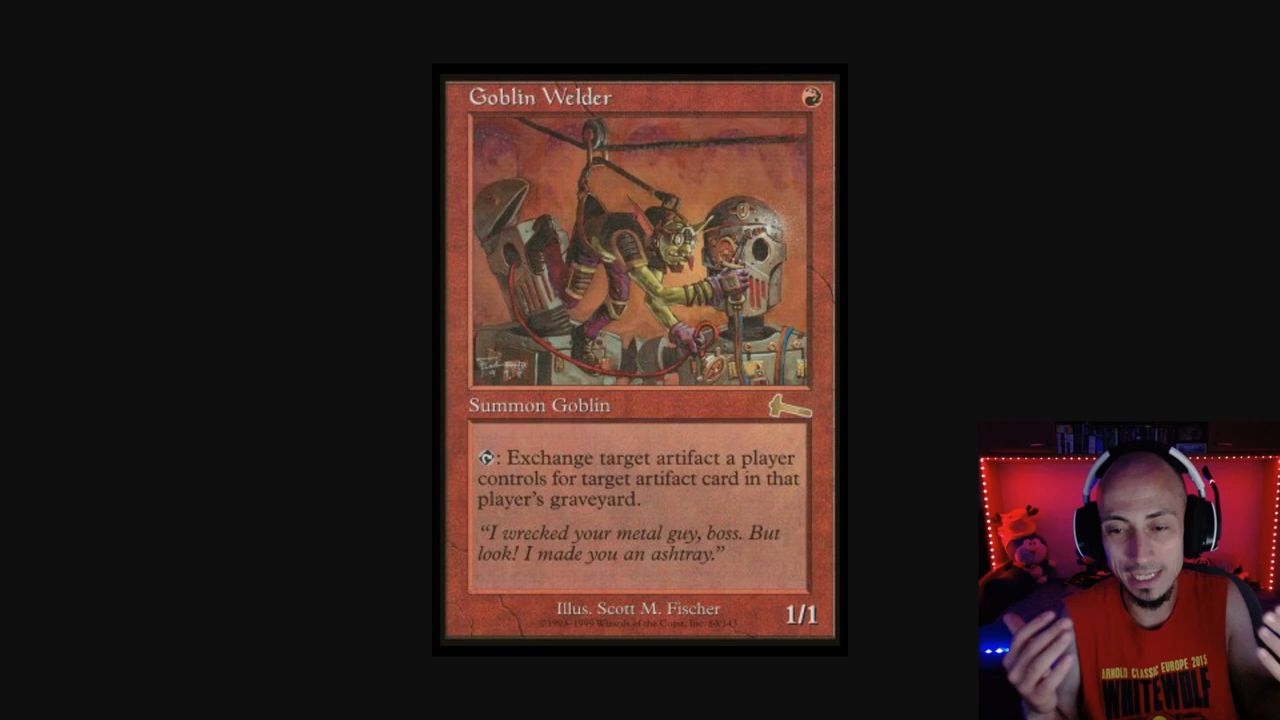 Goblin Welder
Summon Goblin
: Exchange target artifact a player
controls for target artifact card in that
player's graveyard.
“I wrecked your metal guy, boss. But
look! I made you an ashtray.”
Illus. Scott M. Fischer
1/1
ARNOLD CLASSIC EUROPE 2015
WHITEWOLF